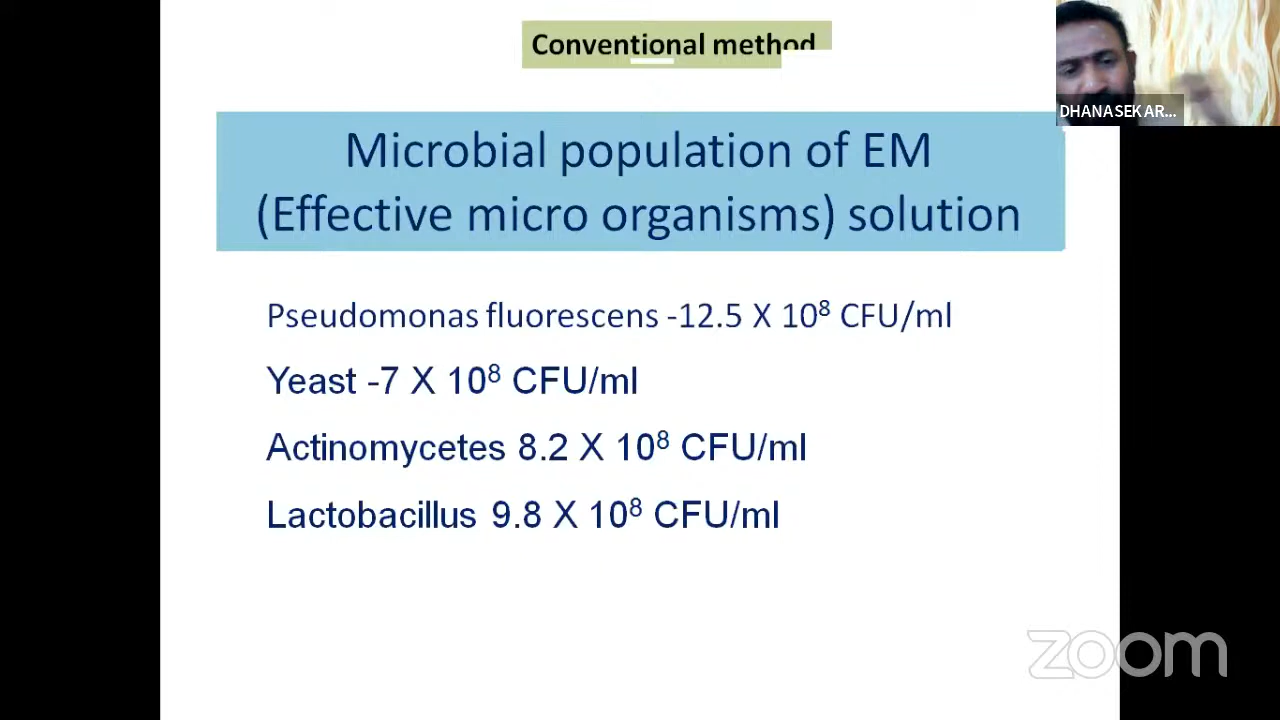 Conventional method
DHANASEKAR...
Microbial population of EM
(Effective micro organisms) solution
Pseudomonas fluorescens -12.5 X 10⁸ CFU/ml
Yeast -7 X 10⁸ CFU/ml
Actinomycetes 8.2 X 10⁸ CFU/ml
Lactobacillus 9.8 X 10⁸ CFU/ml
zoom